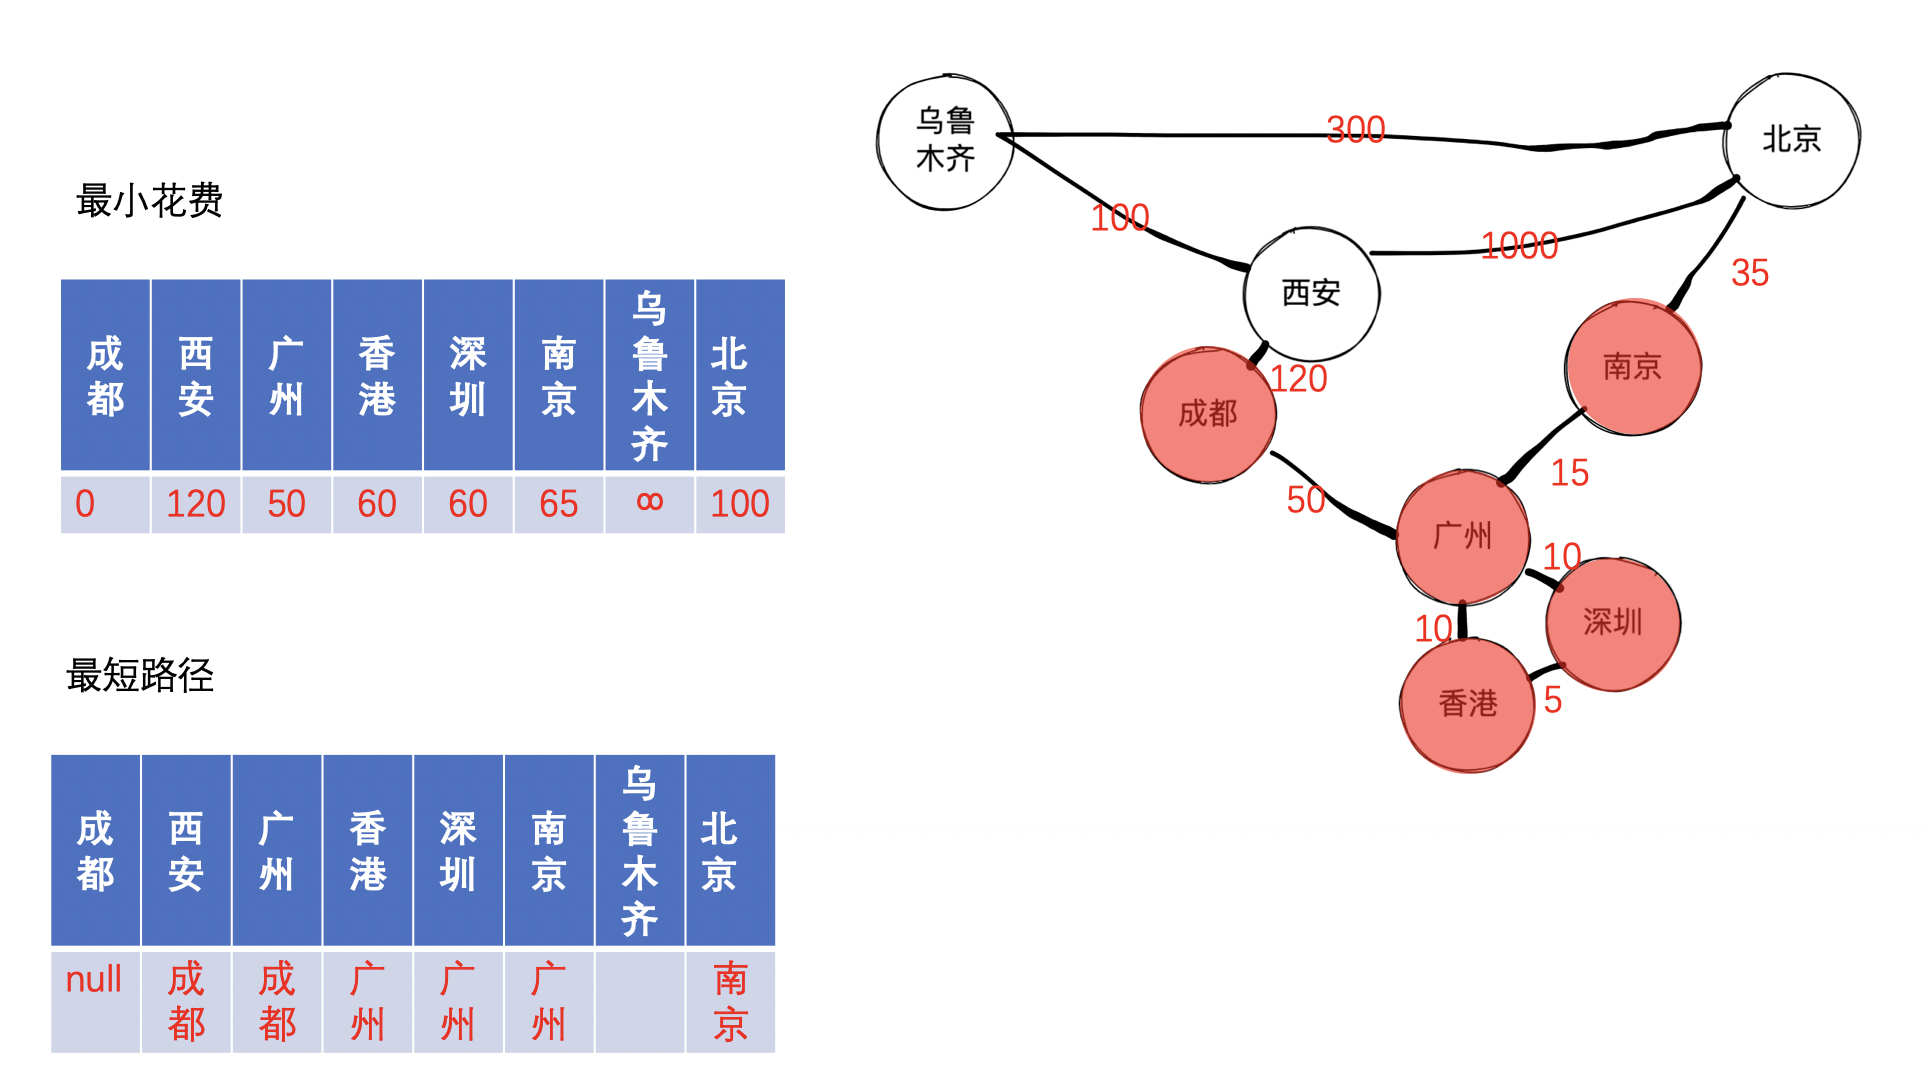 最小花费
成都 西安 广州 香港 深圳 南京 乌鲁木齐 北京
0 120 50 60 60 65 ∞ 100
最短路径
成都 西安 广州 香港 深圳 南京 乌鲁木齐 北京
null 成都 成都 广州 广州 广州 南京
乌鲁
木齐
300
北京
100
1000
西安
35
120
南京
成都
15
50
广州
10
深圳
10
香港
5